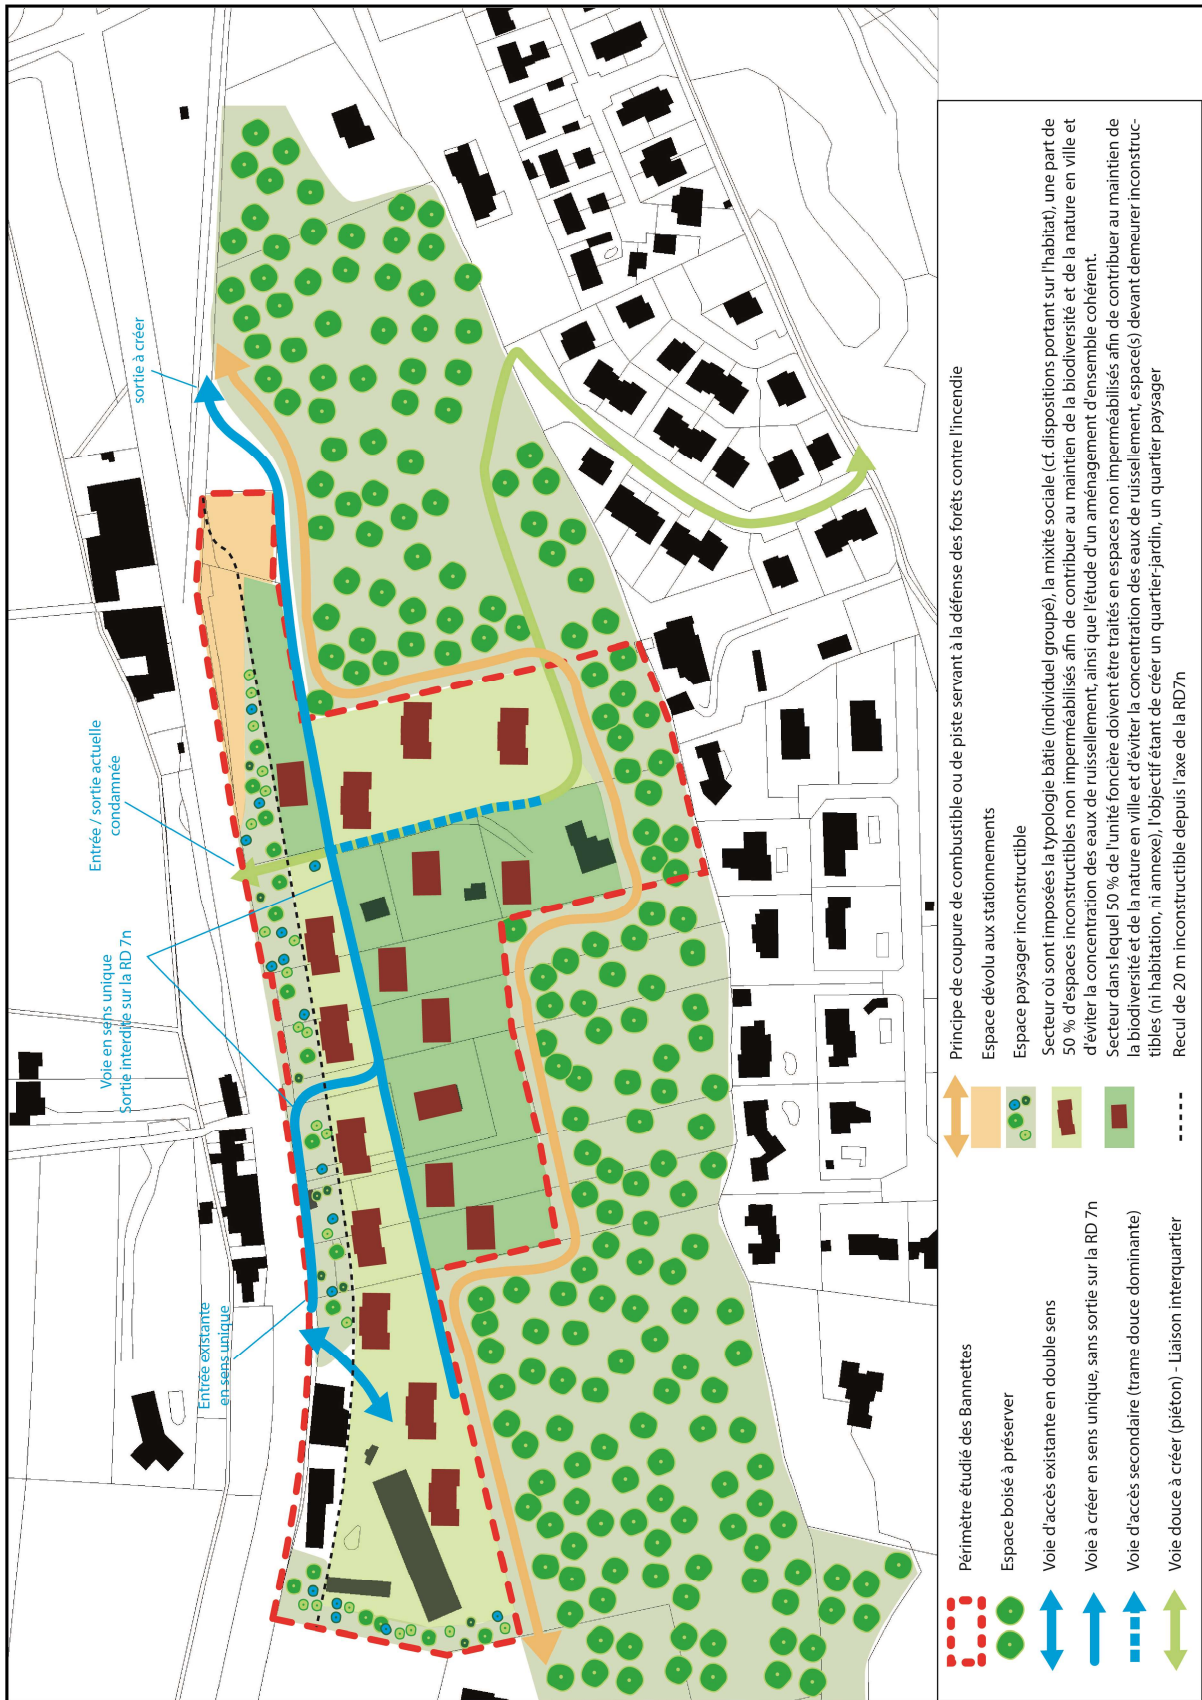 sortie à créer
Entrée / sortie actuelle
condamnée
Voie en sens unique
Sortie interdite sur la RD 7n
Entrée existante
en sens unique
Périmètre étudié des Bannettes
Espace boisé à préserver
Voie d'accès existante en double sens
Voie à créer en sens unique, sans sortie sur la RD 7n
Voie d'accès secondaire (trame douce dominante)
Voie douce à créer (piéton) - Liaison interquartier
Principe de coupure de combustible ou de piste servant à la défense des forêts contre l'incendie
Espace dévolu aux stationnements
Espace paysager inconstructible
Secteur où sont imposées la typologie bâtie (individuel groupé), la mixité sociale (cf. dispositions portant sur l'habitat), une part de
50 % d'espaces inconstructibles non imperméabilisés afin de contribuer au maintien de la biodiversité et de la nature en ville et
d'éviter la concentration des eaux de ruissellement, ainsi que l'étude d'un aménagement d'ensemble cohérent.
Secteur dans lequel 50 % de l'unité foncière doivent être traités en espaces non imperméabilisés afin de contribuer au maintien de
la biodiversité et de la nature en ville et d'éviter la concentration des eaux de ruissellement, espace(s) devant demeurer inconstruc-
tibles (ni habitation, ni annexe), l'objectif étant de créer un quartier-jardin, un quartier paysager
Recul de 20 m inconstructible depuis l'axe de la RD7n